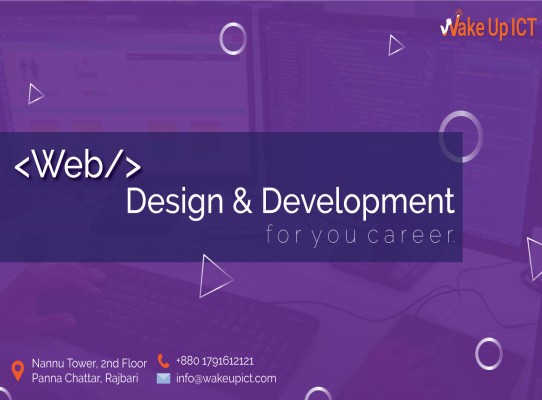 Wake Up ICT
<Web/>
Design & Development
for you career.
Nannu Tower, 2nd Floor
Panna Chattar, Rajbari
+880 1791612121
info@wakeupict.com